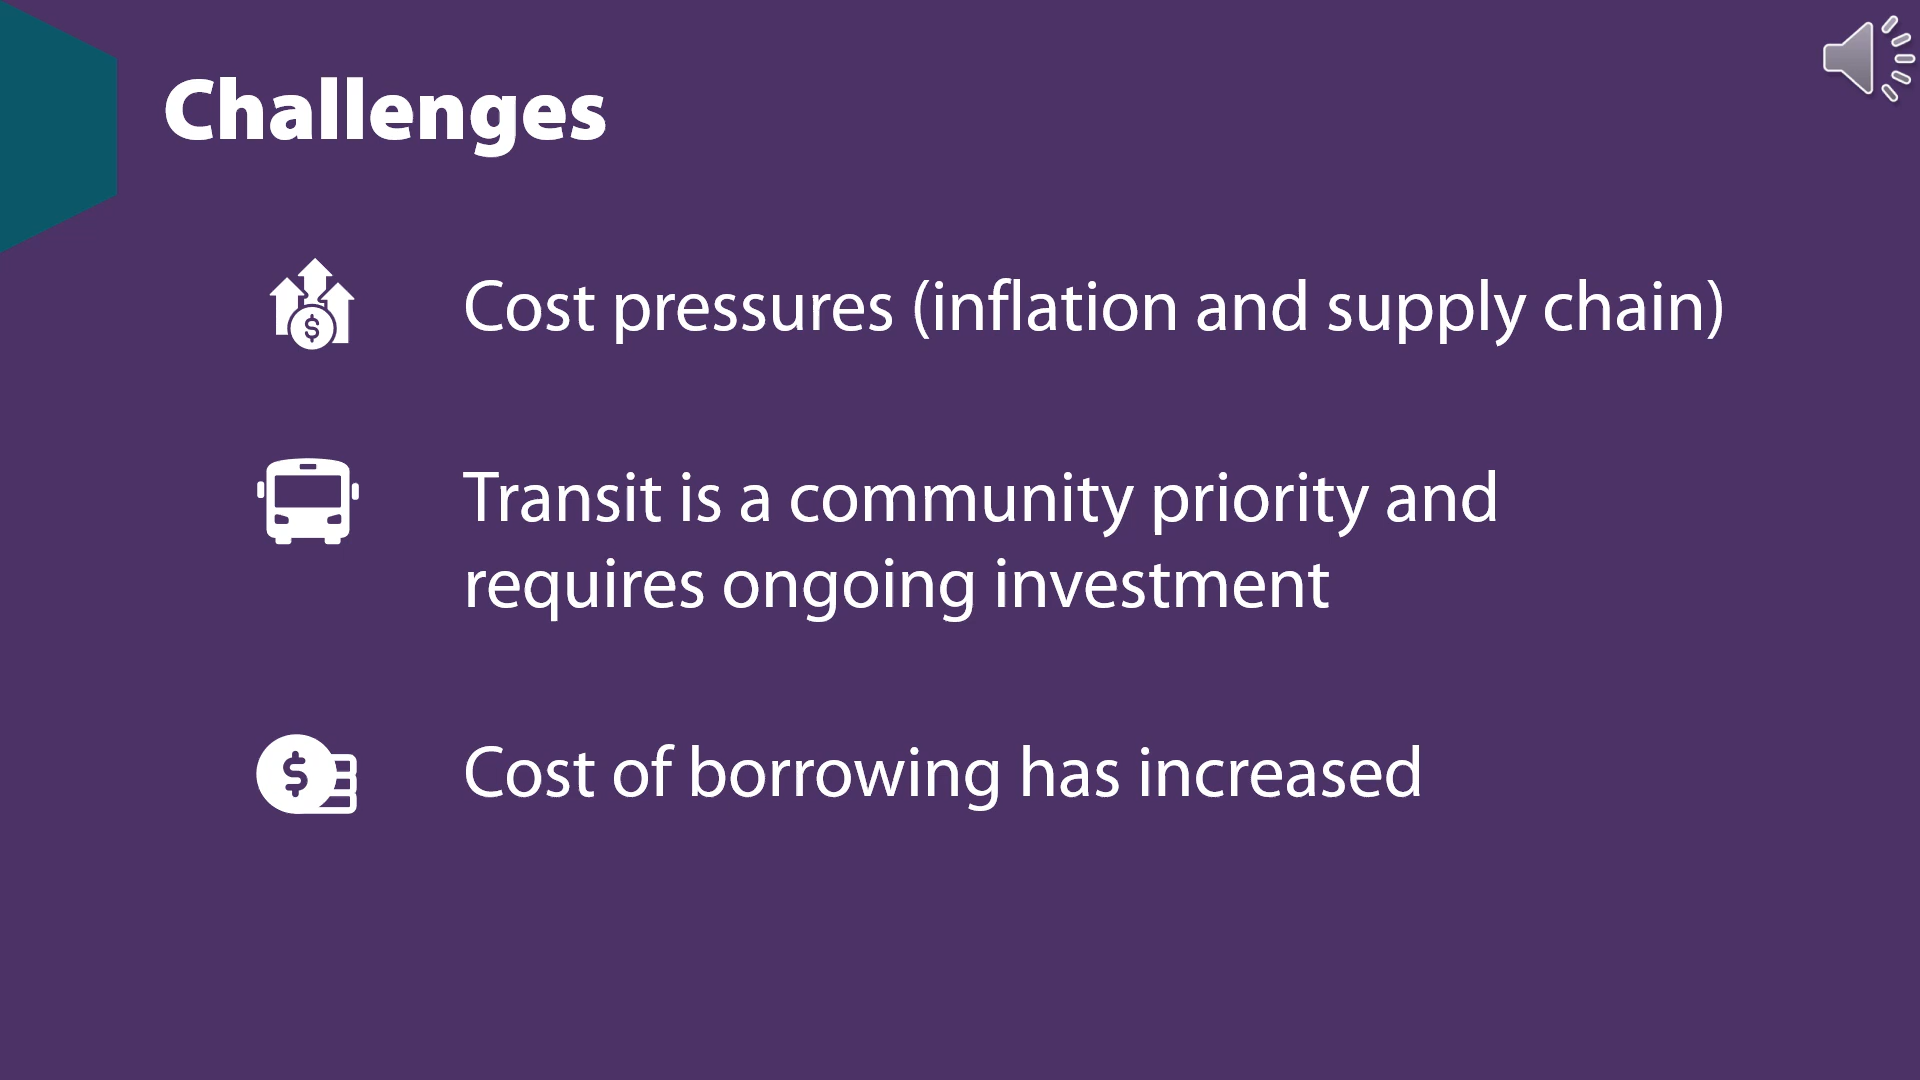 Challenges
Cost pressures (inflation and supply chain)
Transit is a community priority and
requires ongoing investment
Cost of borrowing has increased